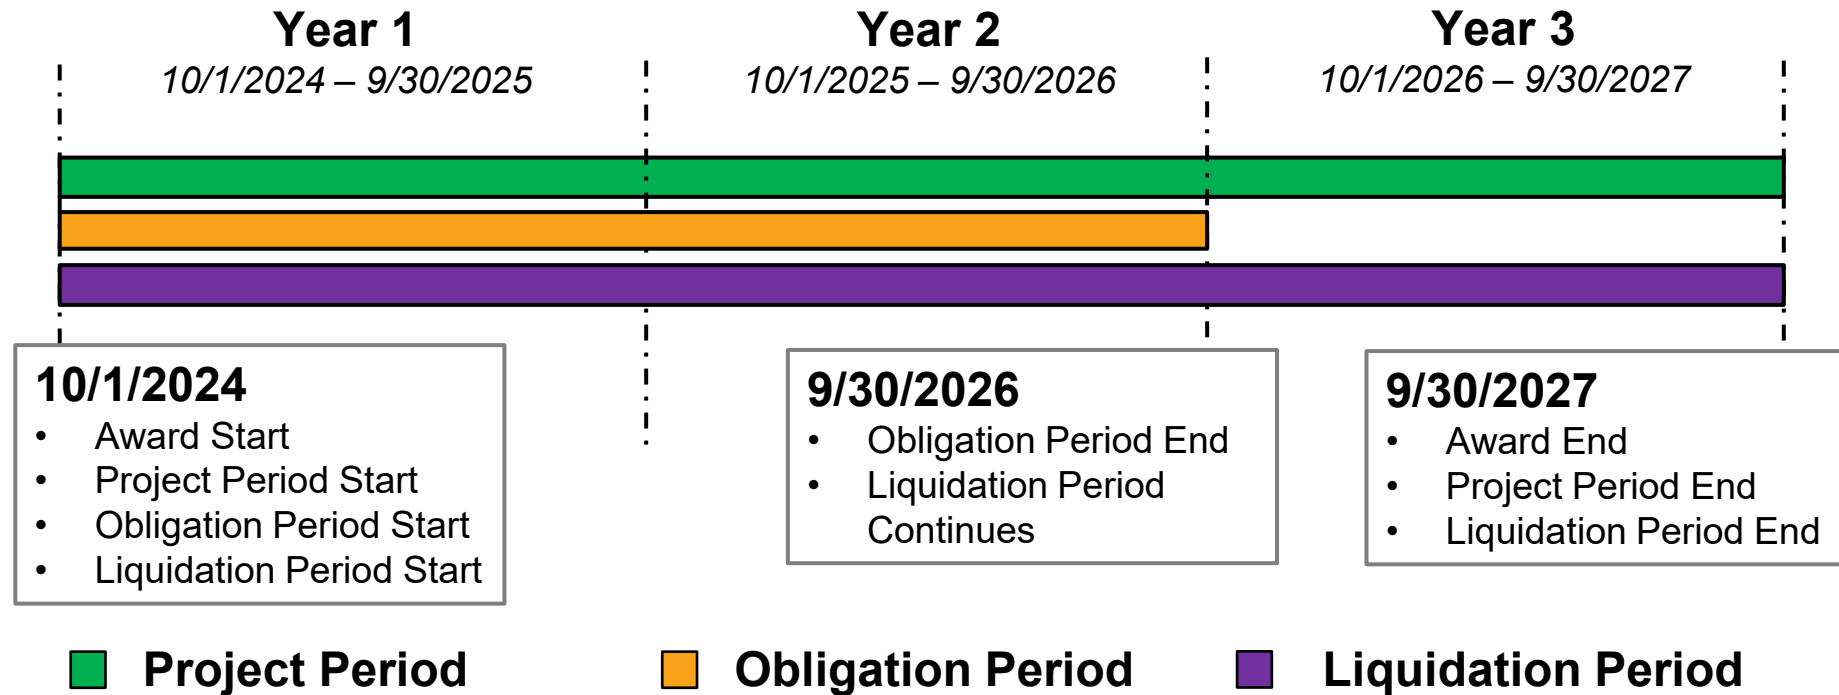 Year 1
10/1/2024 – 9/30/2025
Year 2
10/1/2025 – 9/30/2026
Year 3
10/1/2026 – 9/30/2027
10/1/2024
• Award Start
• Project Period Start
• Obligation Period Start
• Liquidation Period Start
9/30/2026
• Obligation Period End
• Liquidation Period
Continues
9/30/2027
• Award End
• Project Period End
• Liquidation Period End
Project Period
Obligation Period
Liquidation Period